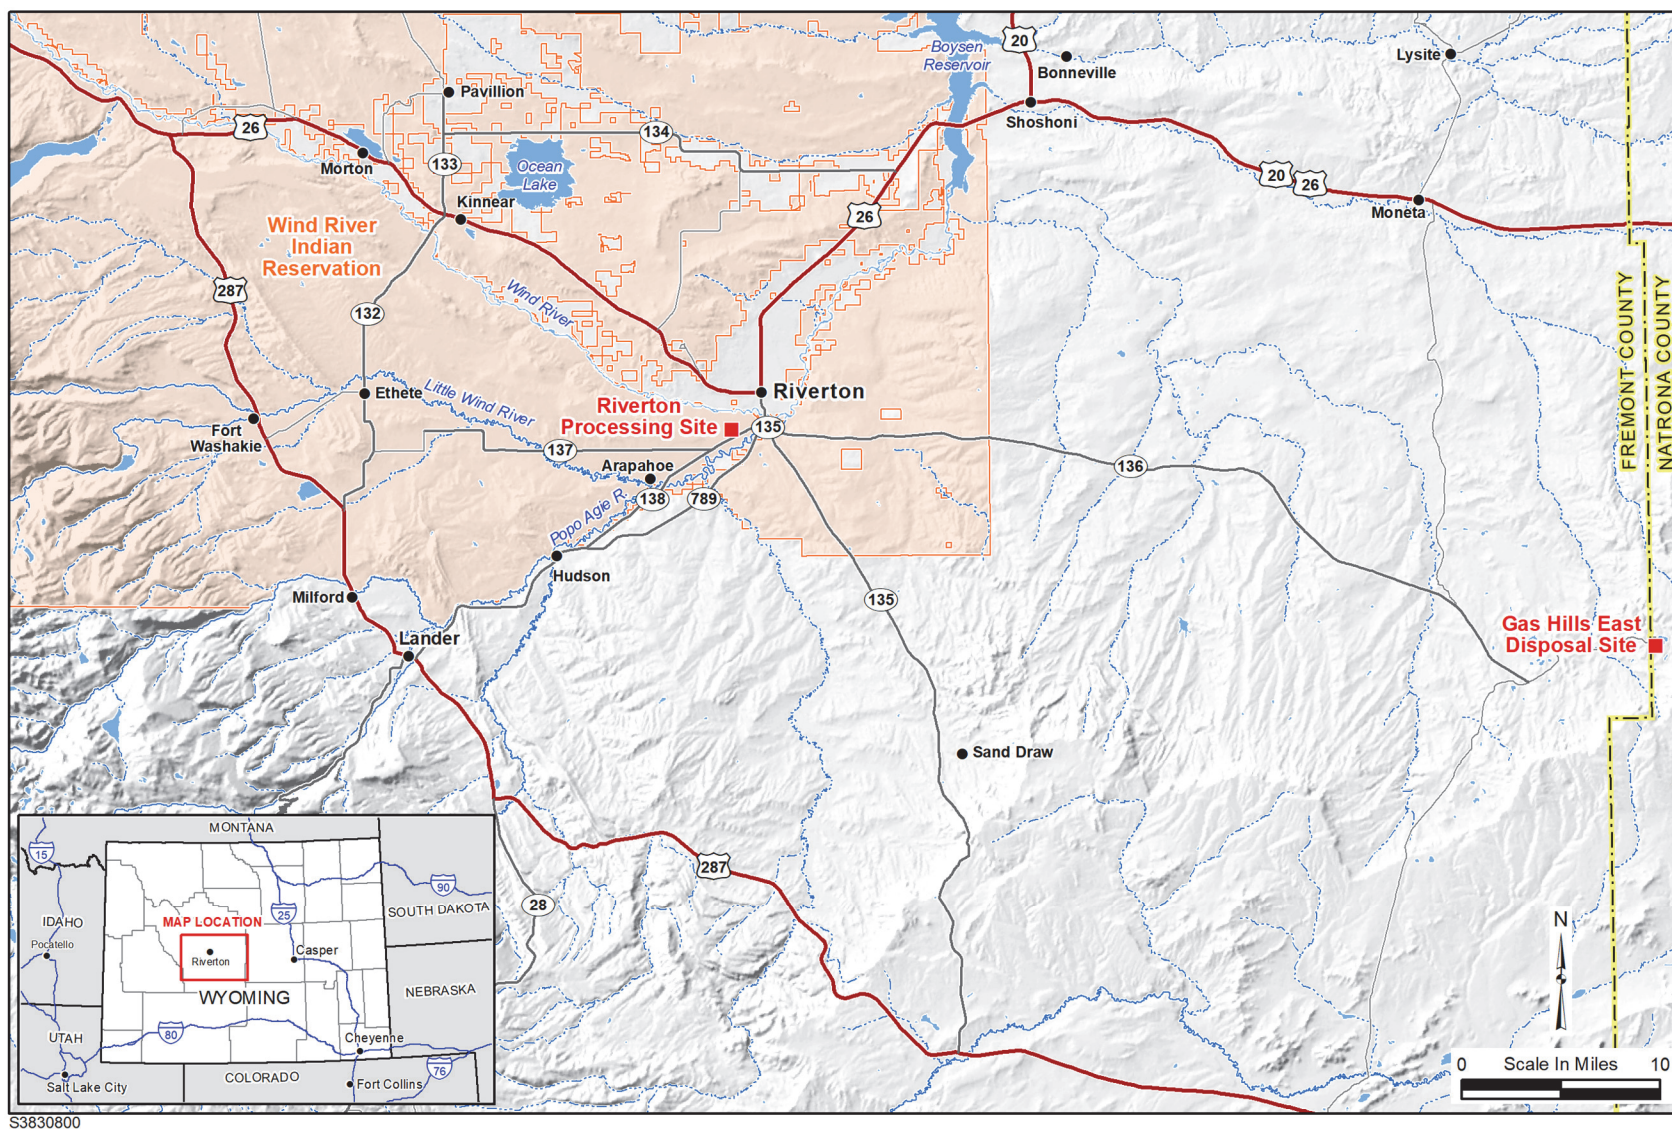 20
Boysen
Reservoir
Bonneville
Lysite
Pavillion
Shoshoni
26
134
Morton
133
Ocean
Lake
20
26
Kinnear
Moneta
26
Wind River
Indian
Reservation
287
Wind River
132
FREMONT COUNTY
NATRONA COUNTY
Ethete
Little Wind River
Riverton
Riverton
Processing Site
135
Fort
Washakie
137
Arapahoe
136
138
789
Popo Agie R.
Hudson
Milford
135
Lander
Gas Hills East
Disposal Site
Sand Draw
287
28
MONTANA
15
90
25
SOUTH DAKOTA
IDAHO
MAP LOCATION
Pocatello
Casper
Riverton
WYOMING
NEBRASKA
80
UTAH
Cheyenne
76
COLORADO
Salt Lake City
Fort Collins
N
0 Scale In Miles 10
S3830800